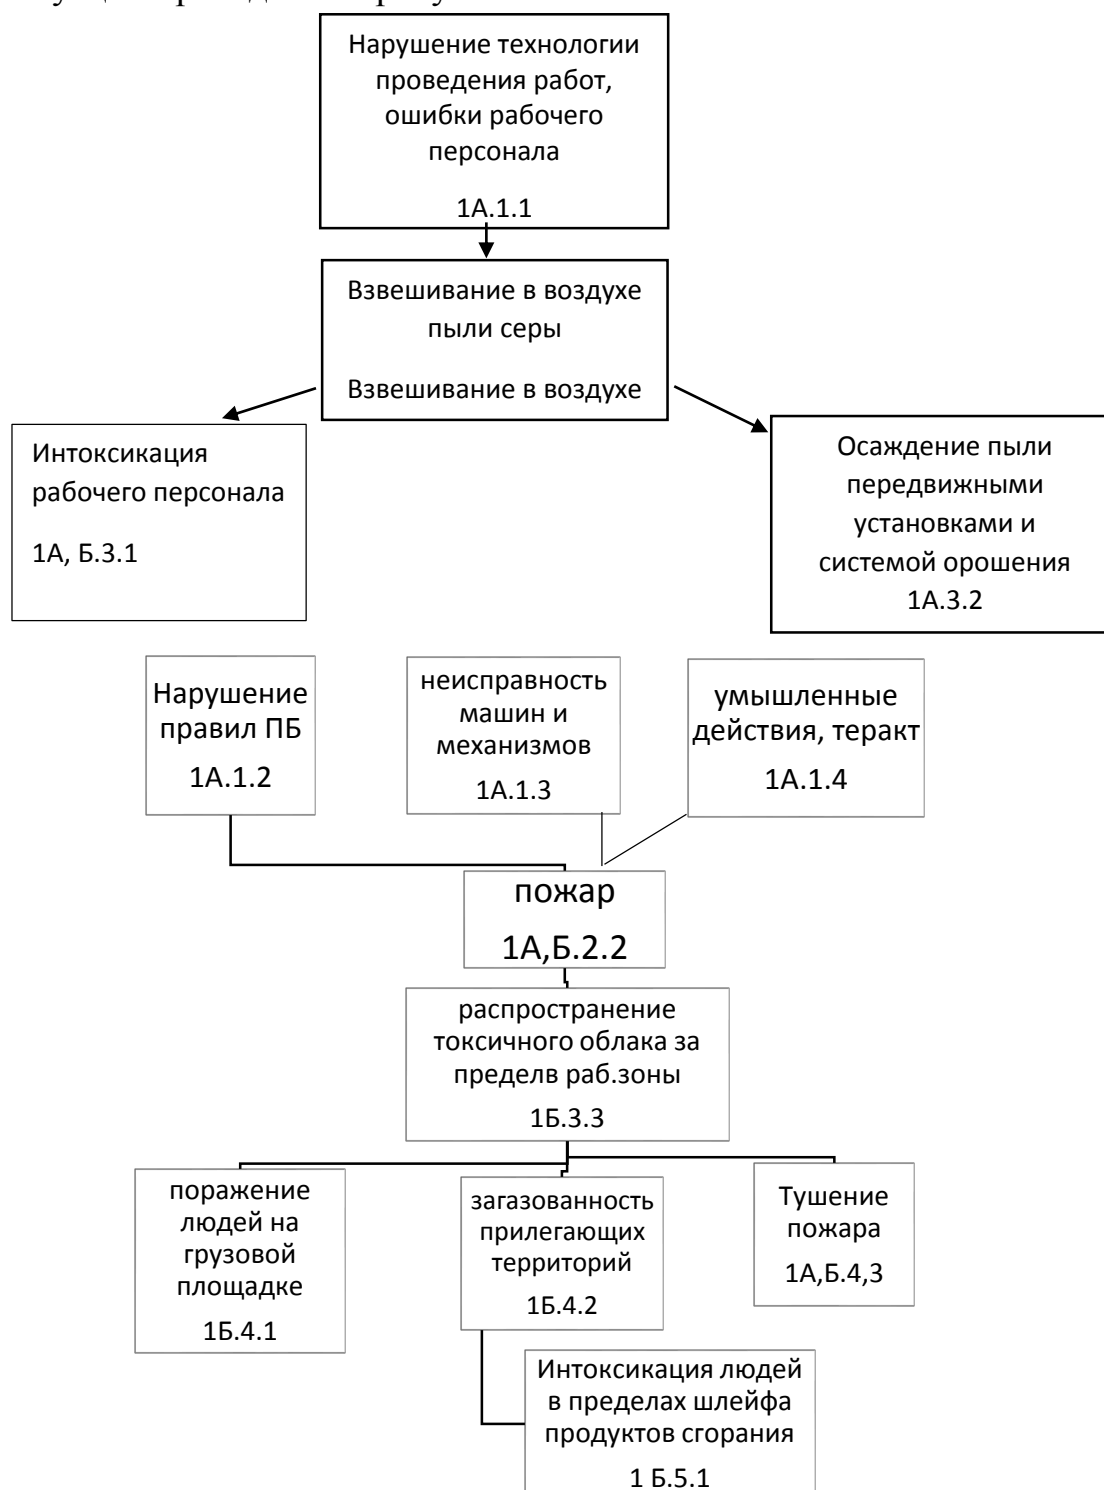 Нарушение технологии
проведения работ,
ошибки рабочего
персонала
1А.1.1
Взвешивание в воздухе
пыли серы
Взвешивание в воздухе
Интоксикация
рабочего персонала
1А, Б.3.1
Осаждение пыли
передвижными
установками и
системой орошения
1А.3.2
Нарушение
правил ПБ
1А.1.2
неисправность
машин и
механизмов
1А.1.3
умышленные
действия, теракт
1А.1.4
пожар
1А,Б.2.2
распространение
токсичного облака за
пределв раб.зоны
1Б.3.3
поражение
людей на
грузовой
площадке
1Б.4.1
загазованность
прилегающих
территорий
1Б.4.2
Тушение
пожара
1А,Б.4,3
Интоксикация людей
в пределах шлейфа
продуктов сгорания
1 Б.5.1